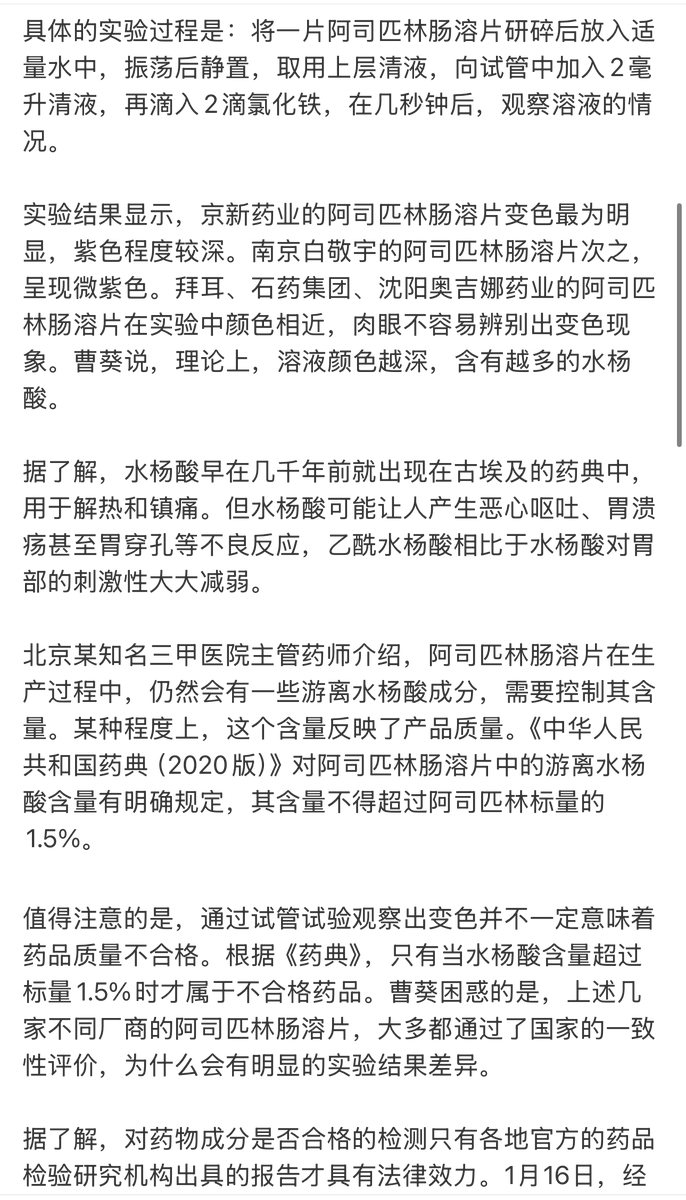 具体的实验过程是：将一片阿司匹林肠溶片研碎后放入适
量水中，振荡后静置，取用上层清液，向试管中加入2毫
升清液，再滴入2滴氯化铁，在几秒钟后，观察溶液的情
况。
实验结果显示，京新药业的阿司匹林肠溶片变色最为明
显，紫色程度较深。南京白敬宇的阿司匹林肠溶片次之，
呈现微紫色。拜耳、石药集团、沈阳奥吉娜药业的阿司匹
林肠溶片在实验中颜色相近，肉眼不容易辨别出变色现
象。曹葵说，理论上，溶液颜色越深，含有越多的水杨
酸。
据了解，水杨酸早在几千年前就出现在古埃及的药典中，
用于解热和镇痛。但水杨酸可能让人产生恶心呕吐、胃溃
疡甚至胃穿孔等不良反应，乙酰水杨酸相比于水杨酸对胃
部的刺激性大大减弱。
北京某知名三甲医院主管药师介绍，阿司匹林肠溶片在生
产过程中，仍然会有一些游离水杨酸成分，需要控制其含
量。某种程度上，这个含量反映了产品质量。《中华人民
共和国药典（2020版）》对阿司匹林肠溶片中的游离水杨
酸含量有明确规定，其含量不得超过阿司匹林标量的
1.5%。
值得注意的是，通过试管试验观察出变色并不一定意味着
药品质量不合格。根据《药典》，只有当水杨酸含量超过
标量1.5%时才属于不合格药品。曹葵困惑的是，上述几
家不同厂商的阿司匹林肠溶片，大多都通过了国家的一致
性评价，为什么会有明显的实验结果差异。
据了解，对药物成分是否合格的检测只有各地官方的药品
检验研究机构出具的报告才具有法律效力。1月16日，经